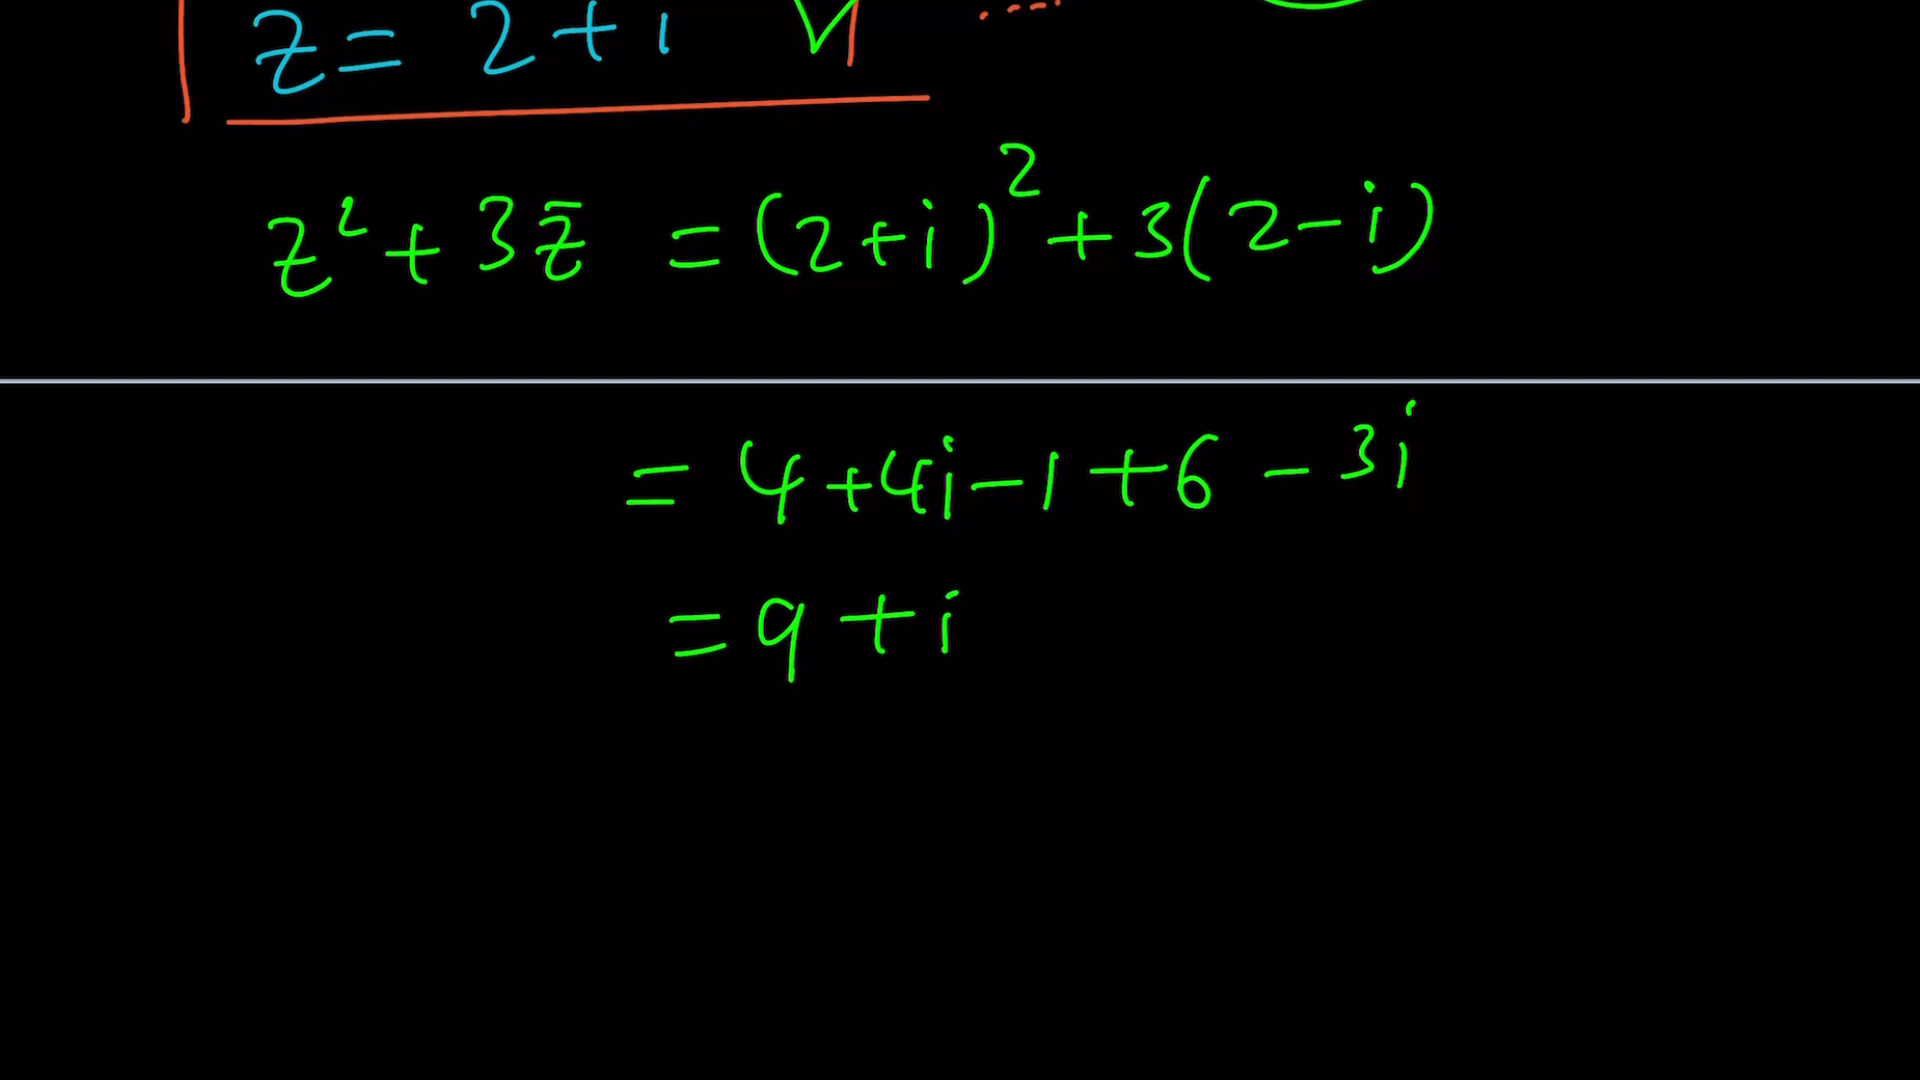 z = 2 + i
z² + 3z̄ = (2+i)² + 3(2-i)
= 4 + 4i - 1 + 6 - 3i
= 9 + i